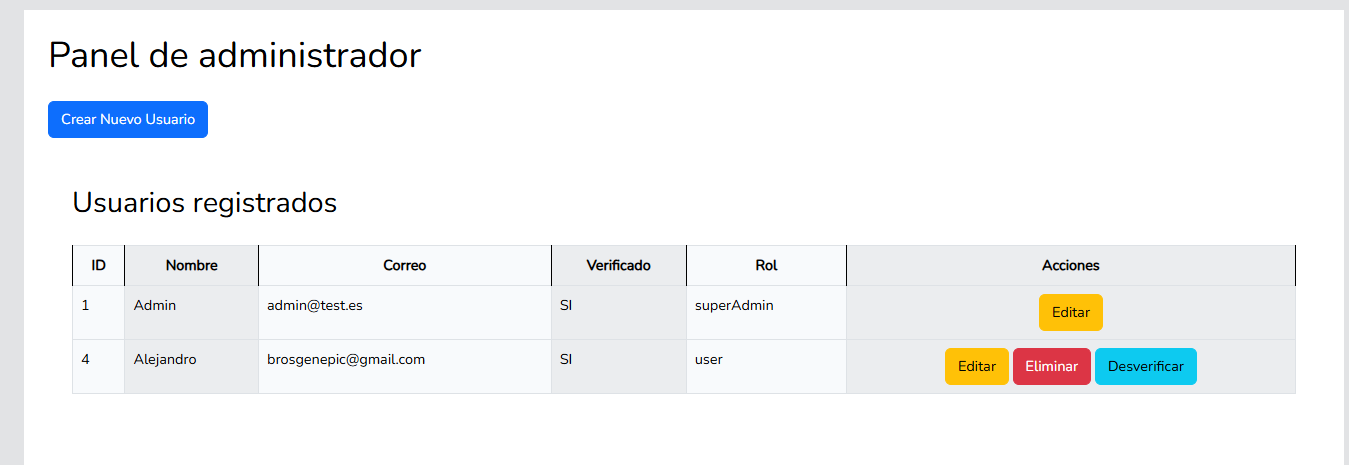 Panel de administrador
Crear Nuevo Usuario
Usuarios registrados
ID Nombre Correo Verificado Rol Acciones
1 Admin admin@test.es SI superAdmin Editar
4 Alejandro brosgenepic@gmail.com SI user Editar Eliminar Desverificar